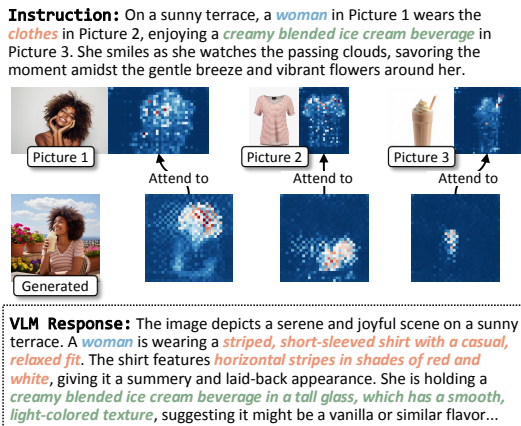 Instruction: On a sunny terrace, a woman in Picture 1 wears the
clothes in Picture 2, enjoying a creamy blended ice cream beverage in
Picture 3. She smiles as she watches the passing clouds, savoring the
moment amidst the gentle breeze and vibrant flowers around her.
Picture 1 Picture 2 Picture 3
Attend to Attend to Attend to
Generated
VLM Response: The image depicts a serene and joyful scene on a sunny
terrace. A woman is wearing a striped, short-sleeved shirt with a casual,
relaxed fit. The shirt features horizontal stripes in shades of red and
white, giving it a summery and laid-back appearance. She is holding a
creamy blended ice cream beverage in a tall glass, which has a smooth,
light-colored texture, suggesting it might be a vanilla or similar flavor...